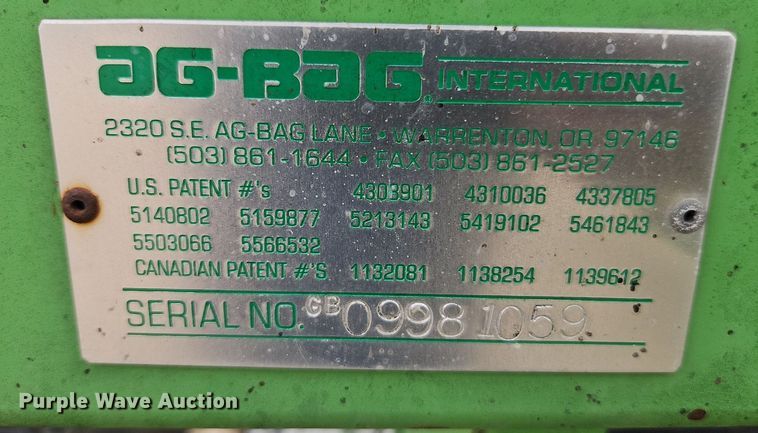 AG-BAG® INTERNATIONAL
2320 S.E. AG-BAG LANE • WARRENTON, OR 97146
(503) 861-1644 • FAX (503) 861-2527
U.S. PATENT #'s 4303901 4310036 4337805
5140802 5159877 5213143 5419102 5461843
5503066 5566532
CANADIAN PATENT #'S 1132081 1138254 1139612
SERIAL NO. GB 0998 1059
Purple Wave Auction